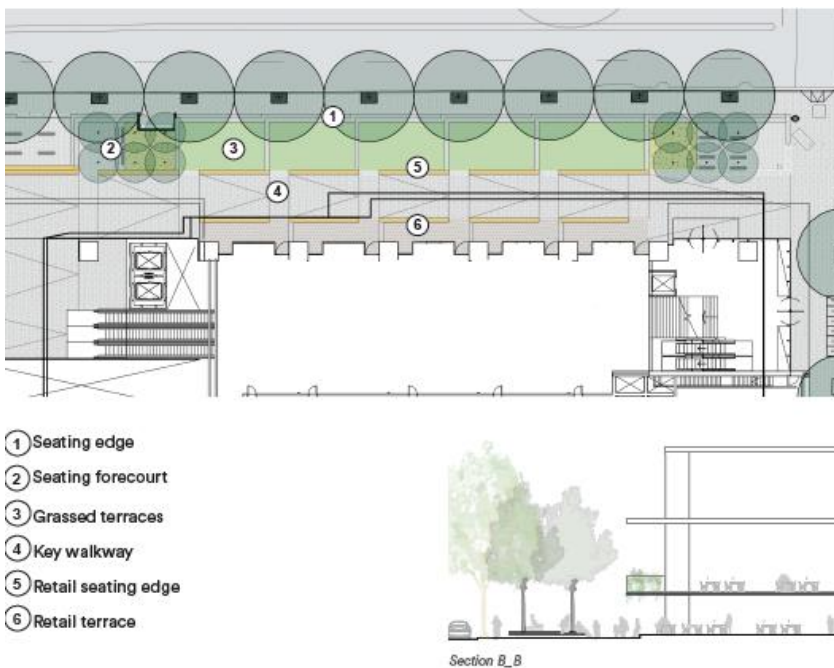 1
2
3
5
4
6
1 Seating edge
2 Seating forecourt
3 Grassed terraces
4 Key walkway
5 Retail seating edge
6 Retail terrace
Section B_B